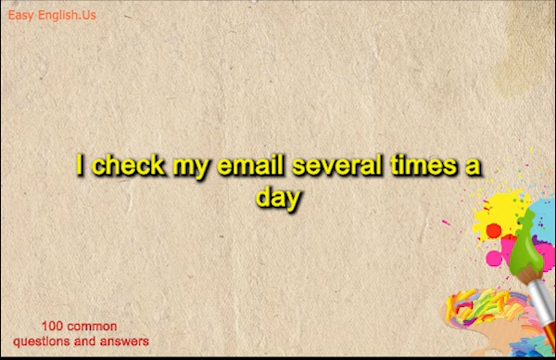 Easy English.Us
I check my email several times a
day
100 common
questions and answers